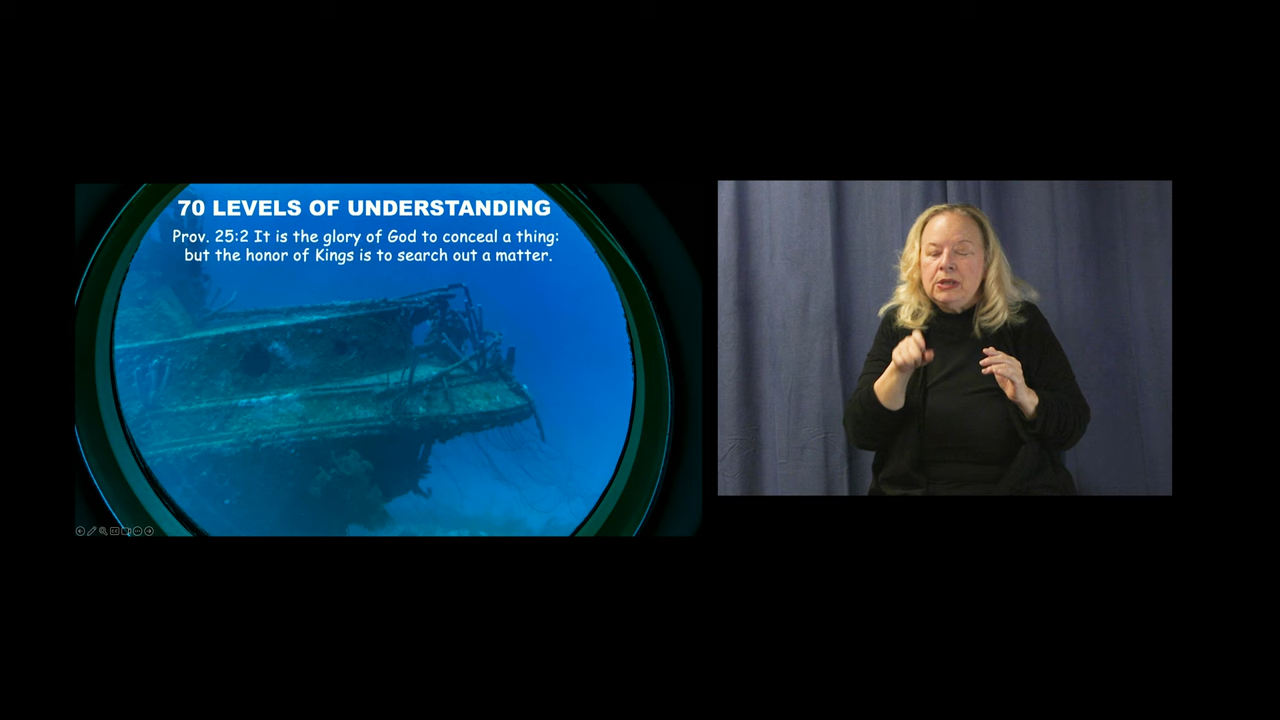 70 LEVELS OF UNDERSTANDING
Prov. 25:2 It is the glory of God to conceal a thing:
but the honor of Kings is to search out a matter.